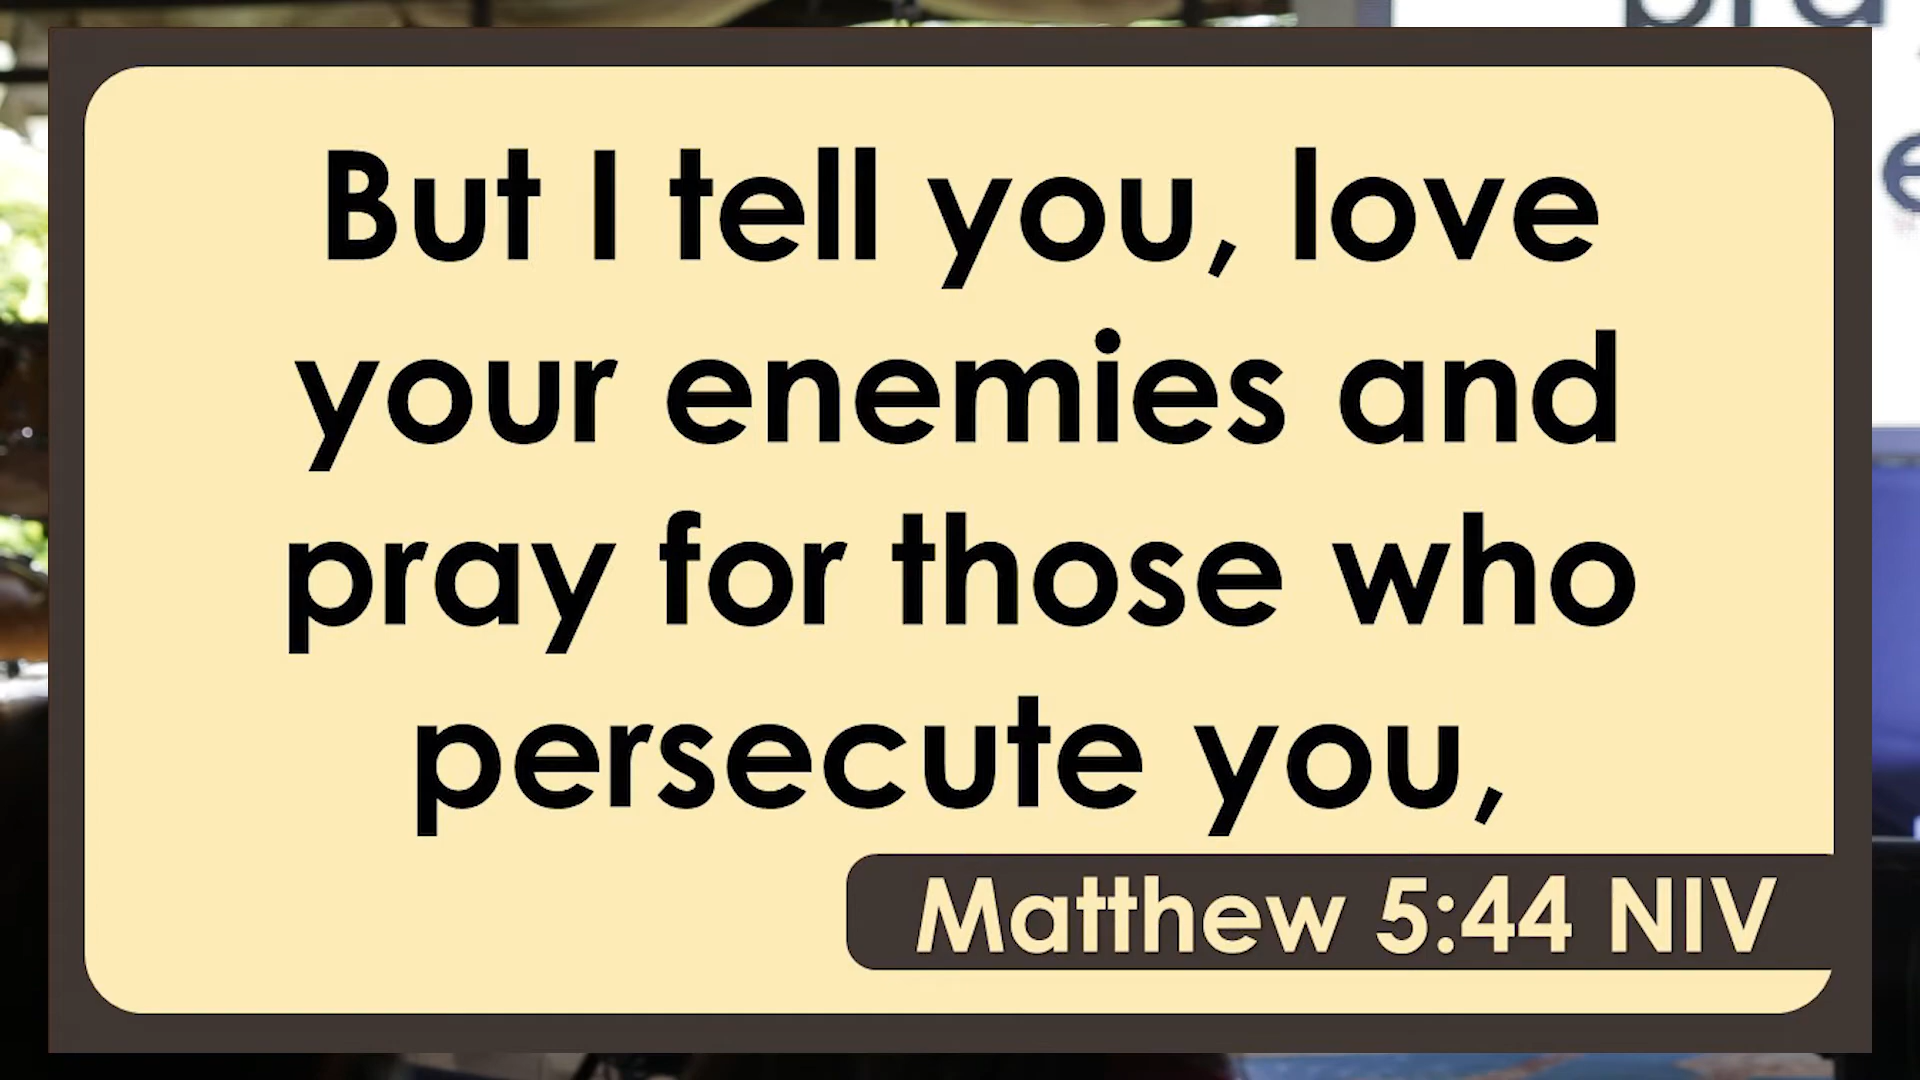 But I tell you, love
your enemies and
pray for those who
persecute you,
Matthew 5:44 NIV